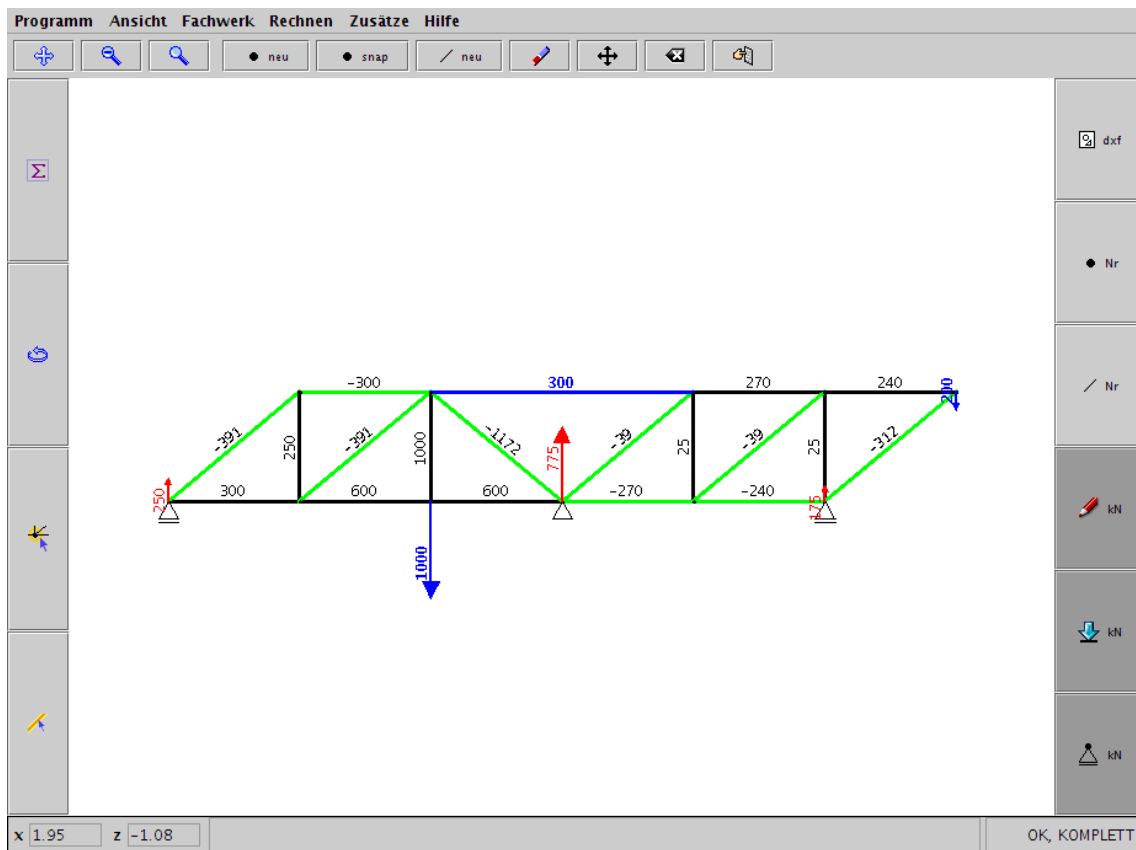 Programm Ansicht Fachwerk Rechnen Zusätze Hilfe
neu snap neu
dxf
Nr
Nr
kN
kN
kN
-300 300 270 240 200
-391 250 -391 1000 -1172 775 -39 25 -39 25 -312
250 300 600 600 -270 -240 175
1000
x 1.95 z -1.08 OK, KOMPLETT